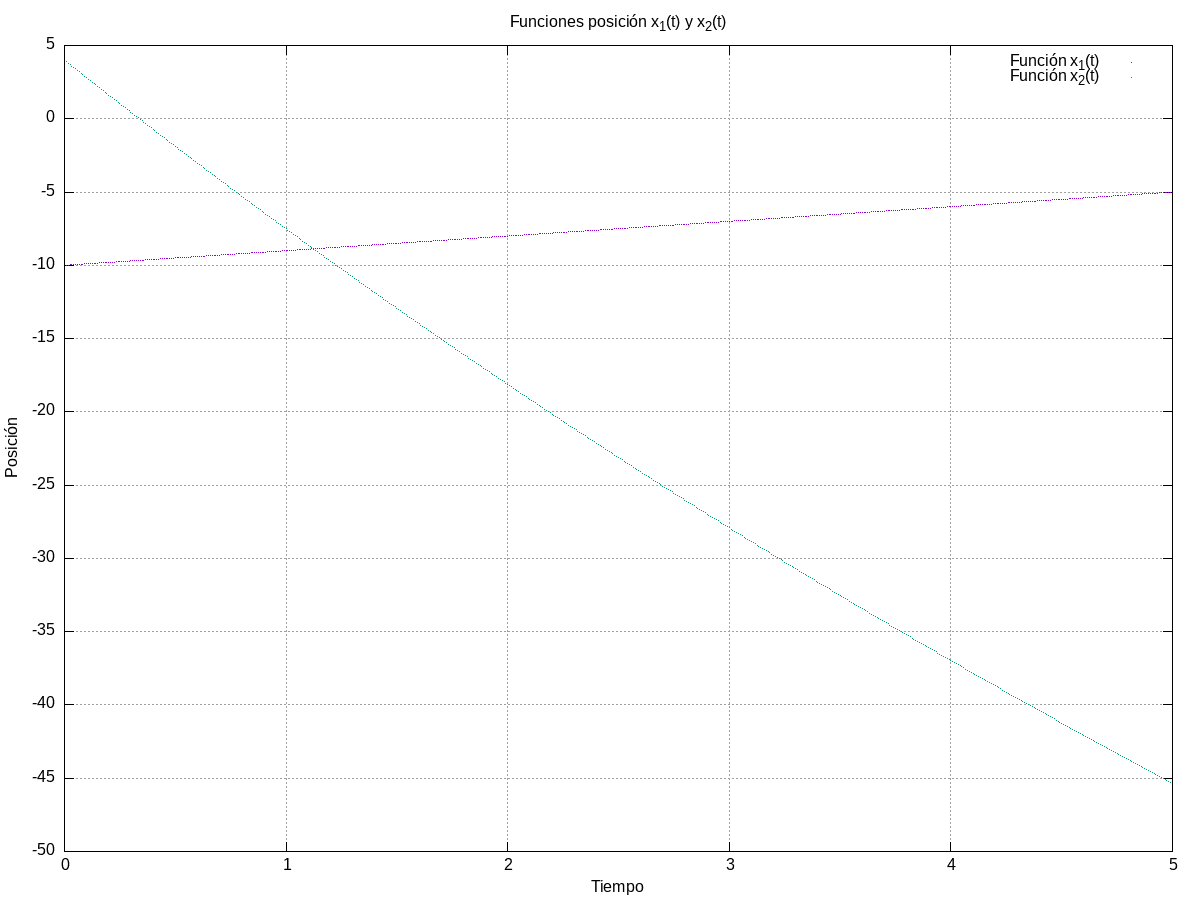 Funciones posición x₁(t) y x₂(t)
5
Función x₁(t)
Función x₂(t)
0
-5
-10
-15
-20
Posición
-25
-30
-35
-40
-45
-50
0 1 2 3 4 5
Tiempo